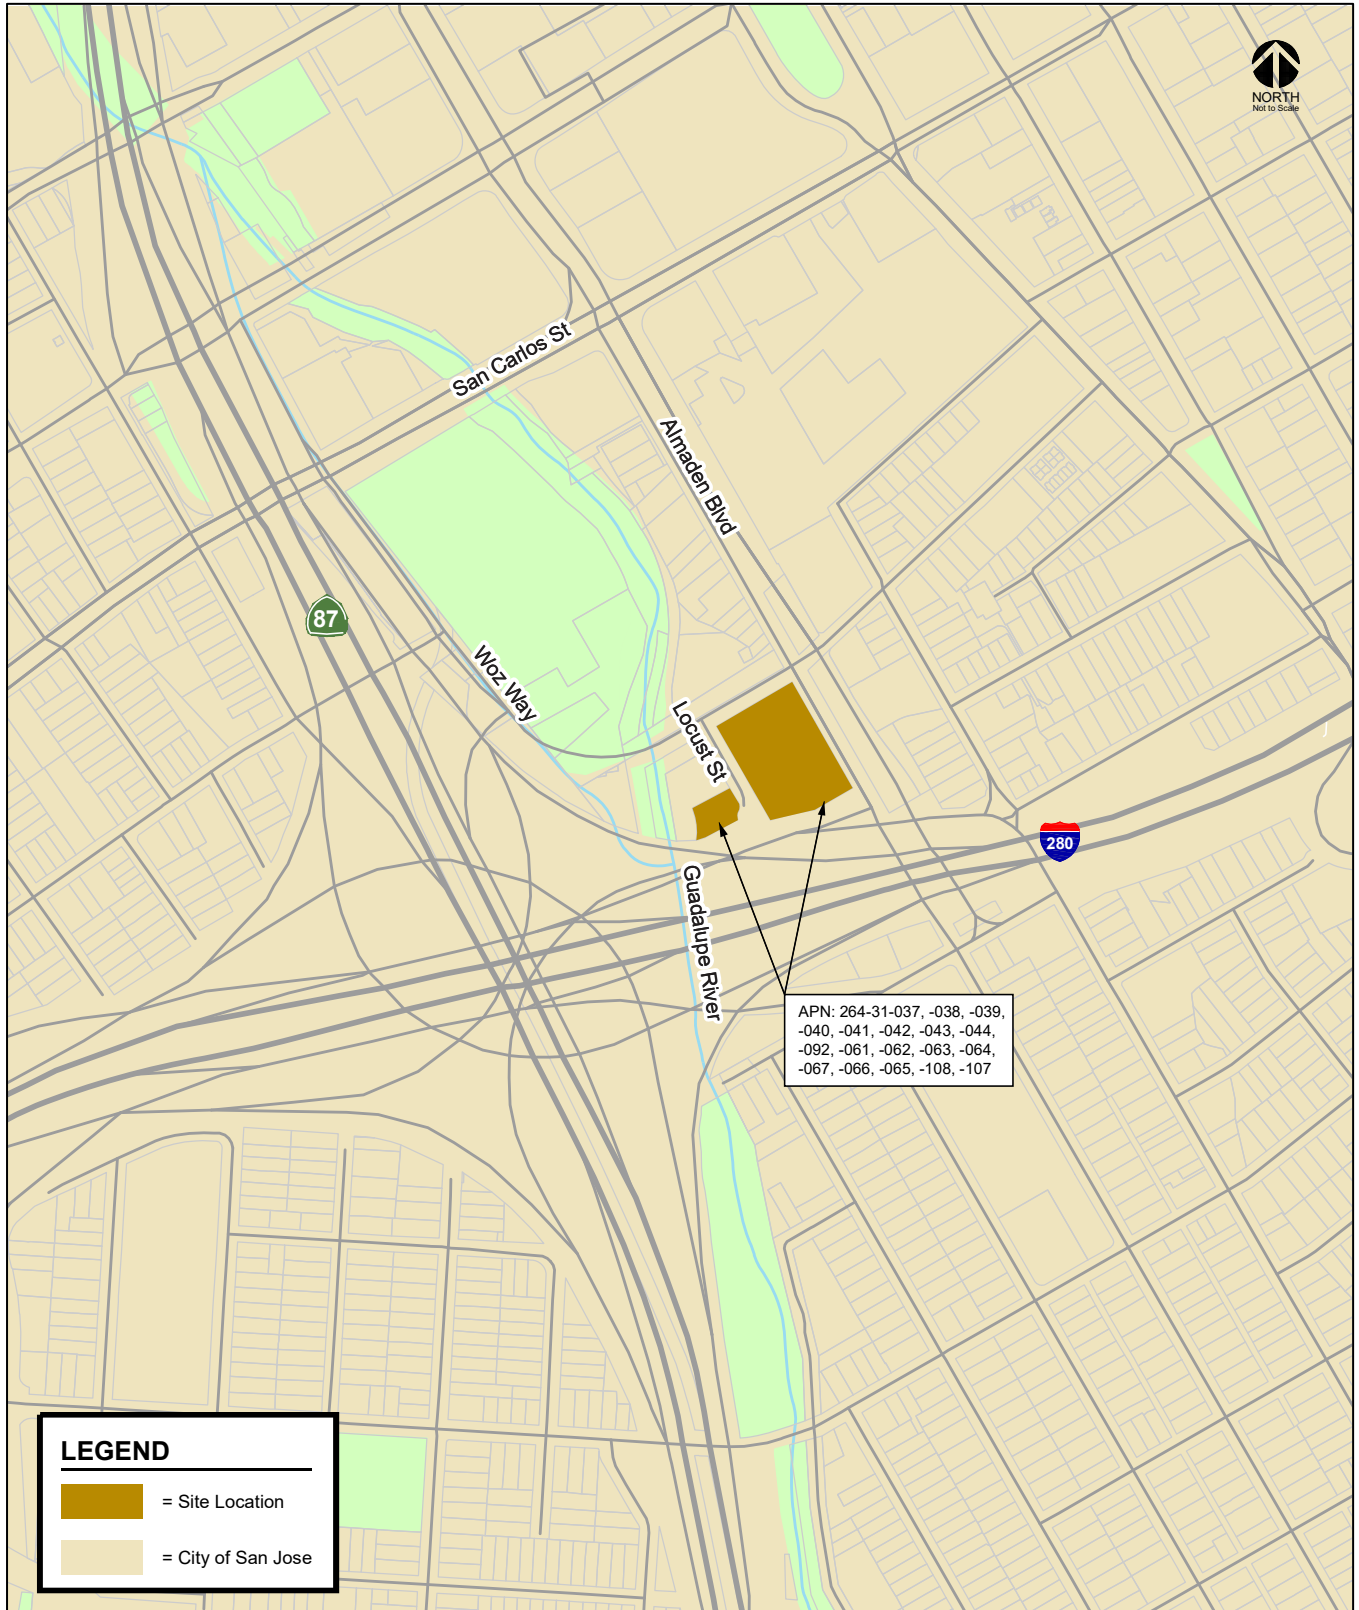 NORTH
Not to Scale
San Carlos St
Almaden Blvd
87
Woz Way
Locust St
280
Guadalupe River
APN: 264-31-037, -038, -039,
-040, -041, -042, -043, -044,
-092, -061, -062, -063, -064,
-067, -066, -065, -108, -107
LEGEND
= Site Location
= City of San Jose